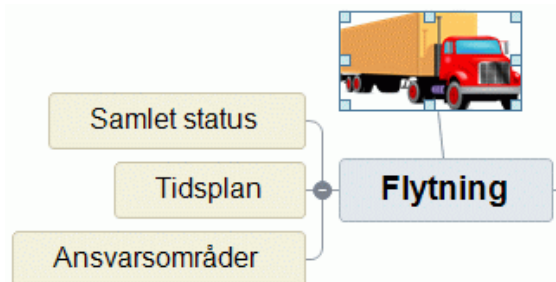 Samlet status
Tidsplan
Flytning
Ansvarsområder